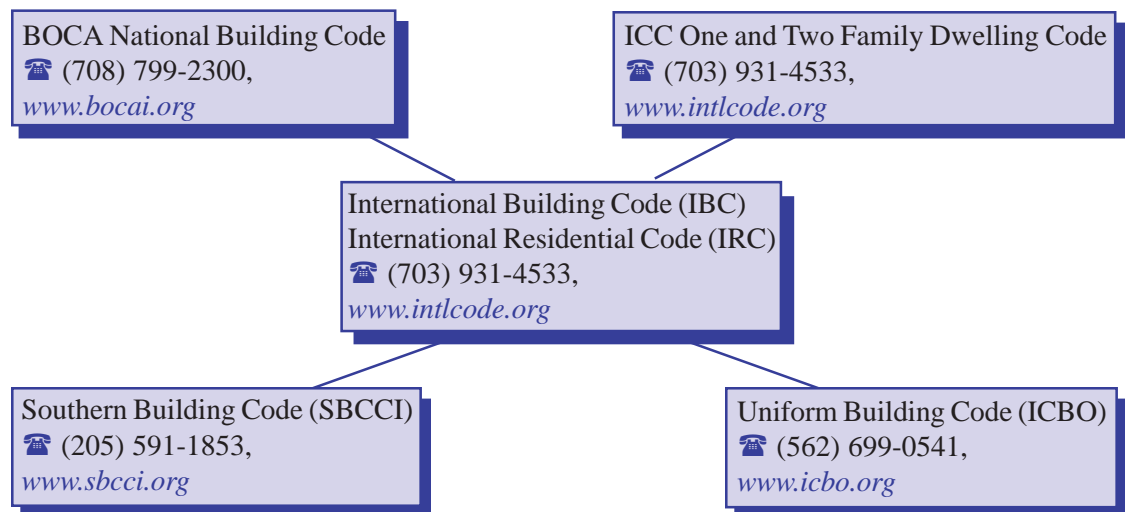 BOCA National Building Code
☎ (708) 799-2300,
www.bocai.org
ICC One and Two Family Dwelling Code
☎ (703) 931-4533,
www.intlcode.org
International Building Code (IBC)
International Residential Code (IRC)
☎ (703) 931-4533,
www.intlcode.org
Southern Building Code (SBCCI)
☎ (205) 591-1853,
www.sbcci.org
Uniform Building Code (ICBO)
☎ (562) 699-0541,
www.icbo.org